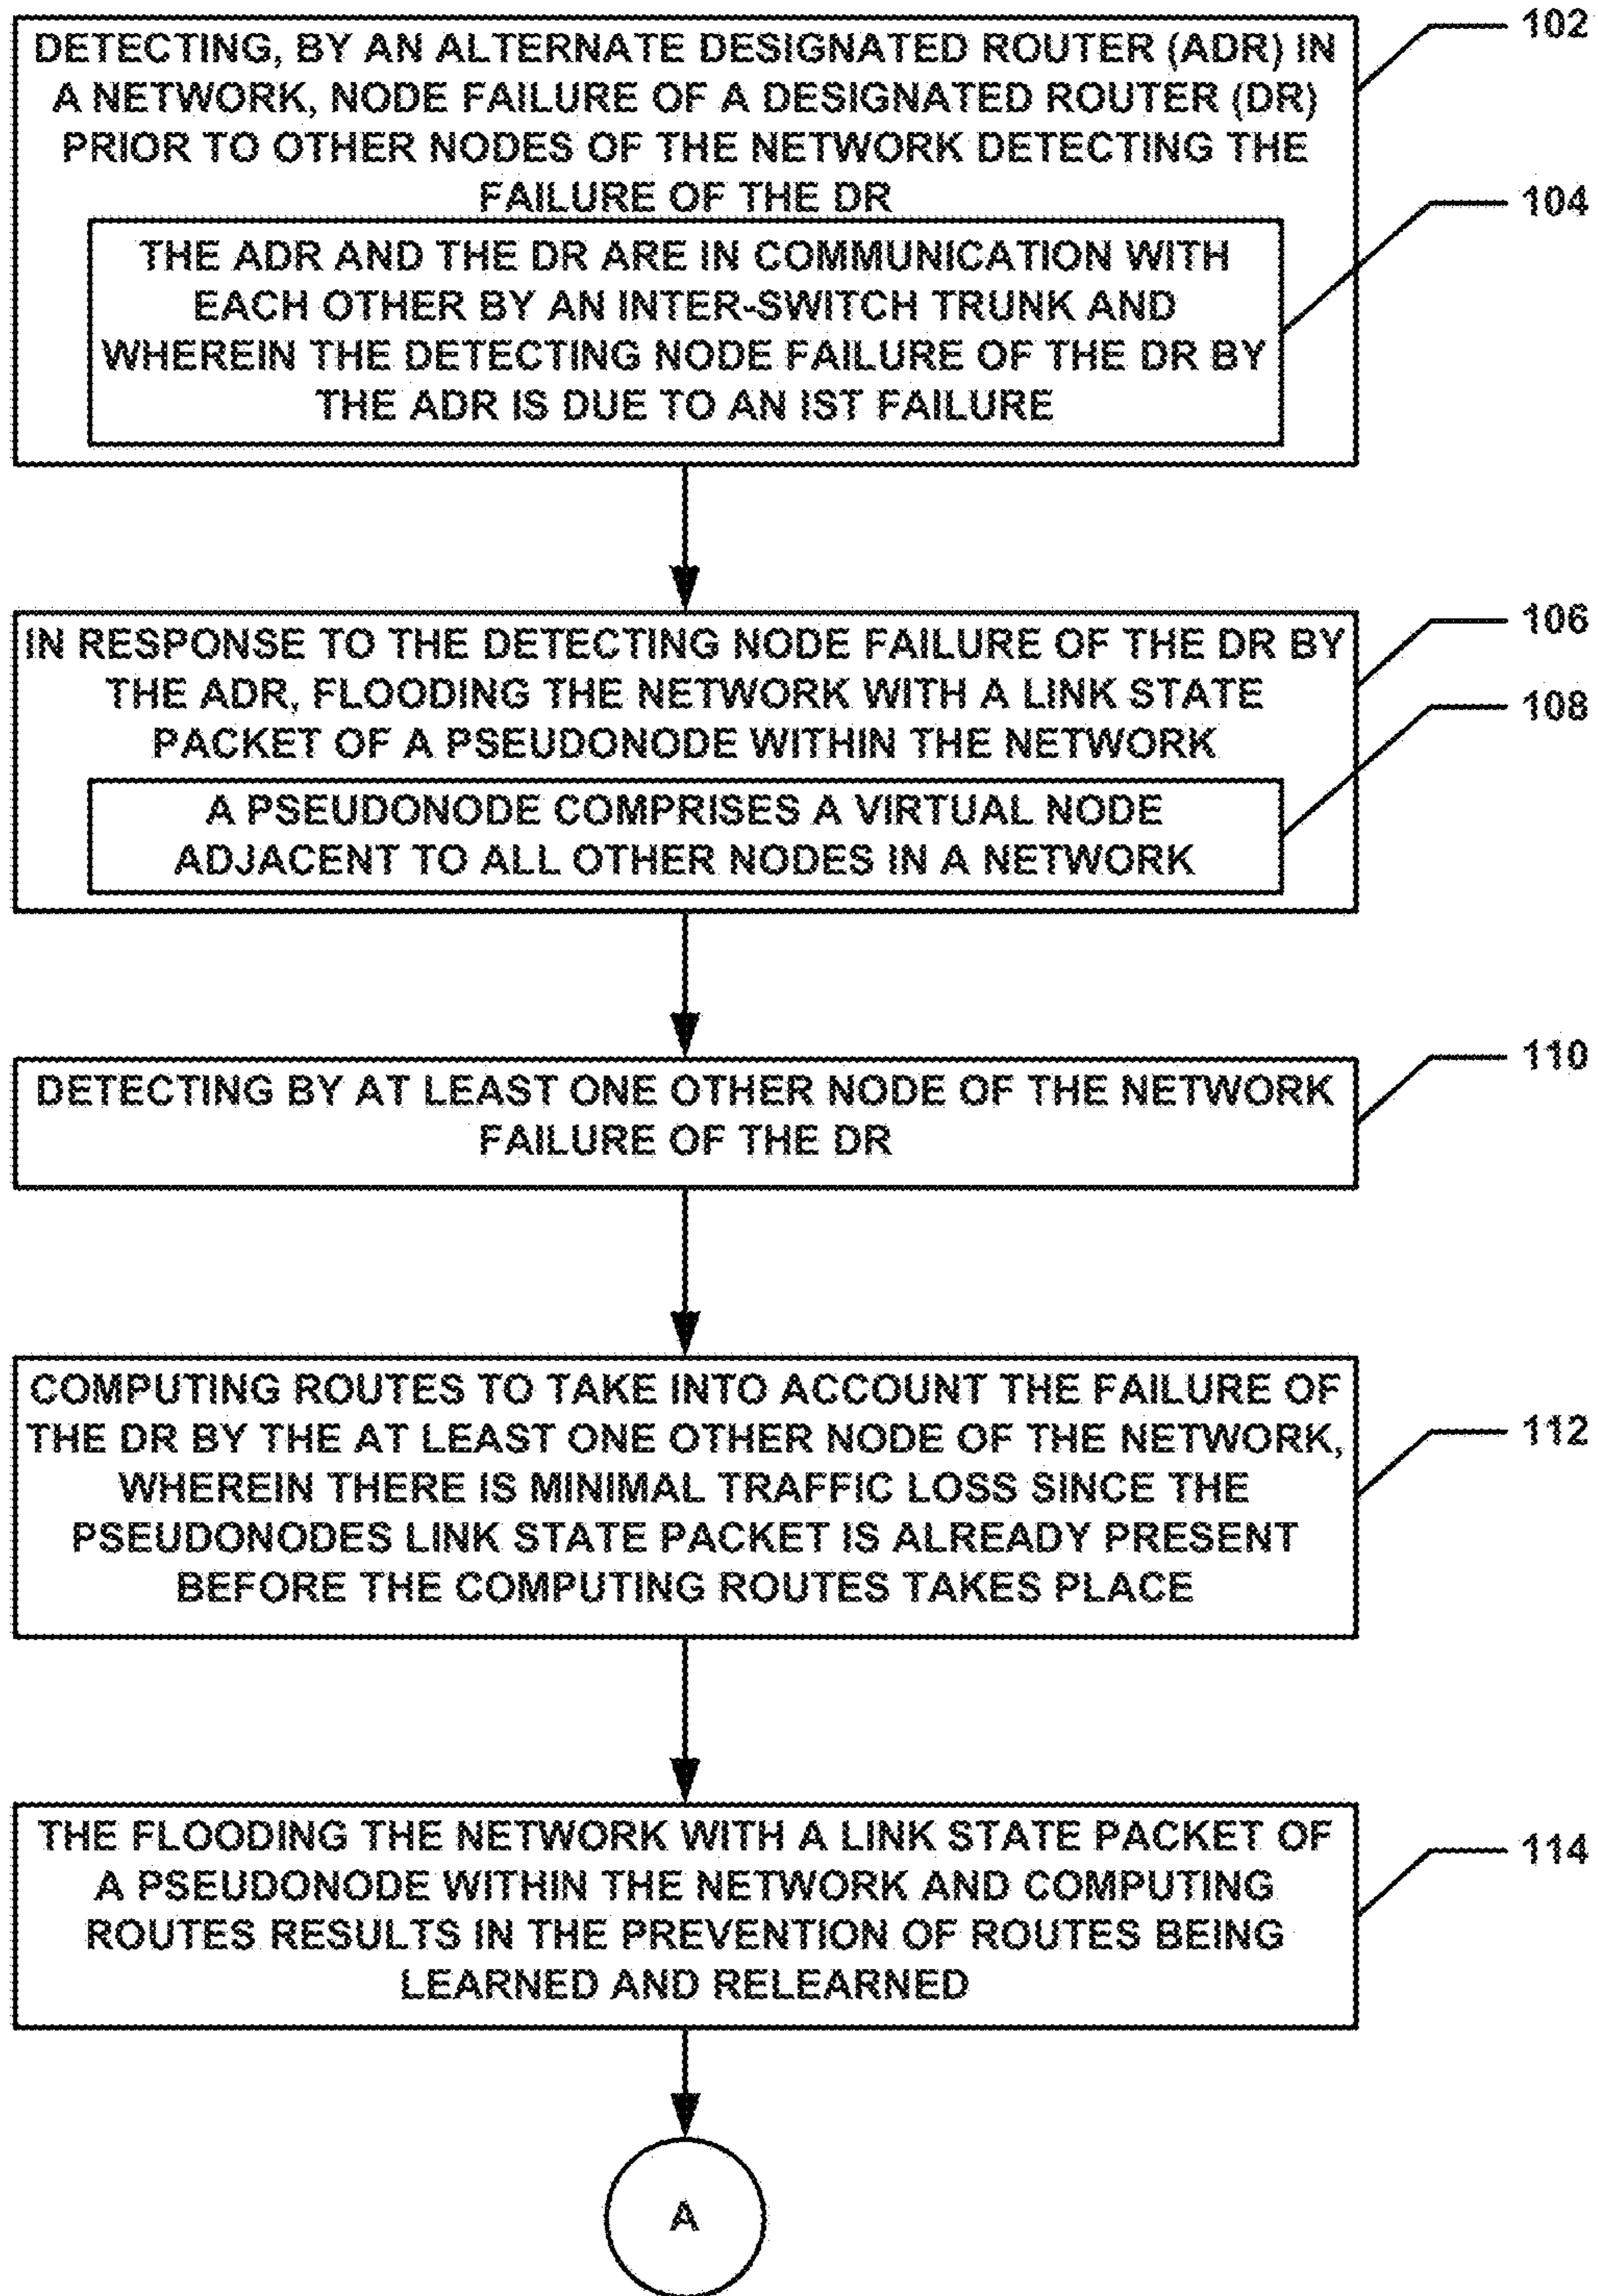 DETECTING, BY AN ALTERNATE DESIGNATED ROUTER (ADR) IN
A NETWORK, NODE FAILURE OF A DESIGNATED ROUTER (DR)
PRIOR TO OTHER NODES OF THE NETWORK DETECTING THE
FAILURE OF THE DR
102
THE ADR AND THE DR ARE IN COMMUNICATION WITH
EACH OTHER BY AN INTER-SWITCH TRUNK AND
WHEREIN THE DETECTING NODE FAILURE OF THE DR BY
THE ADR IS DUE TO AN IST FAILURE
104
IN RESPONSE TO THE DETECTING NODE FAILURE OF THE DR BY
THE ADR, FLOODING THE NETWORK WITH A LINK STATE
PACKET OF A PSEUDONODE WITHIN THE NETWORK
106
A PSEUDONODE COMPRISES A VIRTUAL NODE
ADJACENT TO ALL OTHER NODES IN A NETWORK
108
DETECTING BY AT LEAST ONE OTHER NODE OF THE NETWORK
FAILURE OF THE DR
110
COMPUTING ROUTES TO TAKE INTO ACCOUNT THE FAILURE OF
THE DR BY THE AT LEAST ONE OTHER NODE OF THE NETWORK,
WHEREIN THERE IS MINIMAL TRAFFIC LOSS SINCE THE
PSEUDONODES LINK STATE PACKET IS ALREADY PRESENT
BEFORE THE COMPUTING ROUTES TAKES PLACE
112
THE FLOODING THE NETWORK WITH A LINK STATE PACKET OF
A PSEUDONODE WITHIN THE NETWORK AND COMPUTING
ROUTES RESULTS IN THE PREVENTION OF ROUTES BEING
LEARNED AND RELEARNED
114
A